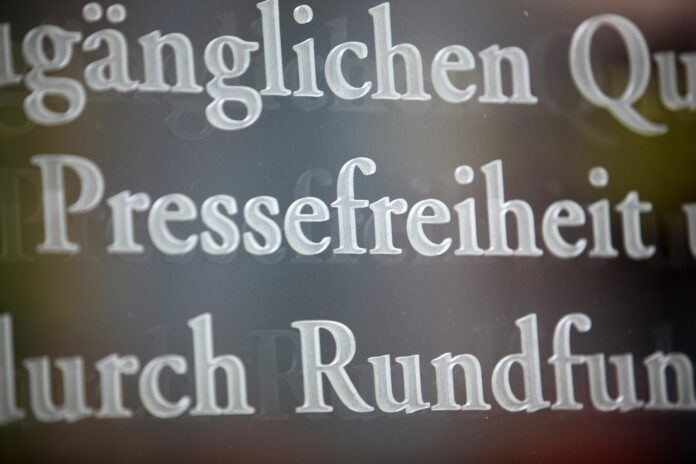 ugänglichen Qu
Pressefreiheit u
durch Rundfun